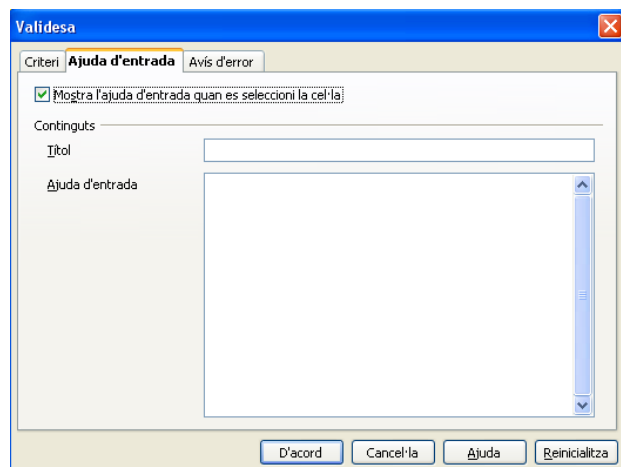 Validesa
Criteri Ajuda d'entrada Avís d'error
Mostra l'ajuda d'entrada quan es seleccioni la cel·la
Continguts
Títol
Ajuda d'entrada
D'acord Cancel·la Ajuda Reinicialitza